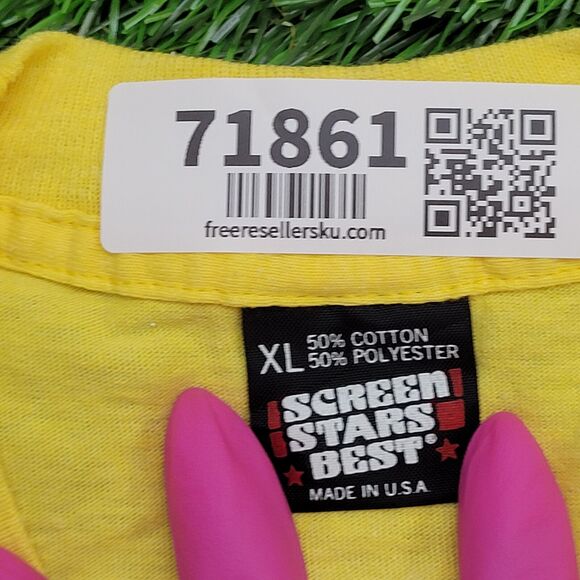 71861
freeresellersku.com
XL 50% COTTON
50% POLYESTER
SCREEN
STARS
BEST®
MADE IN U.S.A.